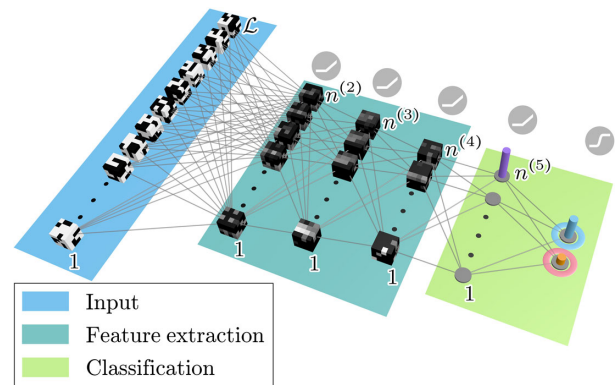 ℒ
n^(2)
n^(3)
n^(4)
n^(5)
1
1
1
1
1
Input
Feature extraction
Classification